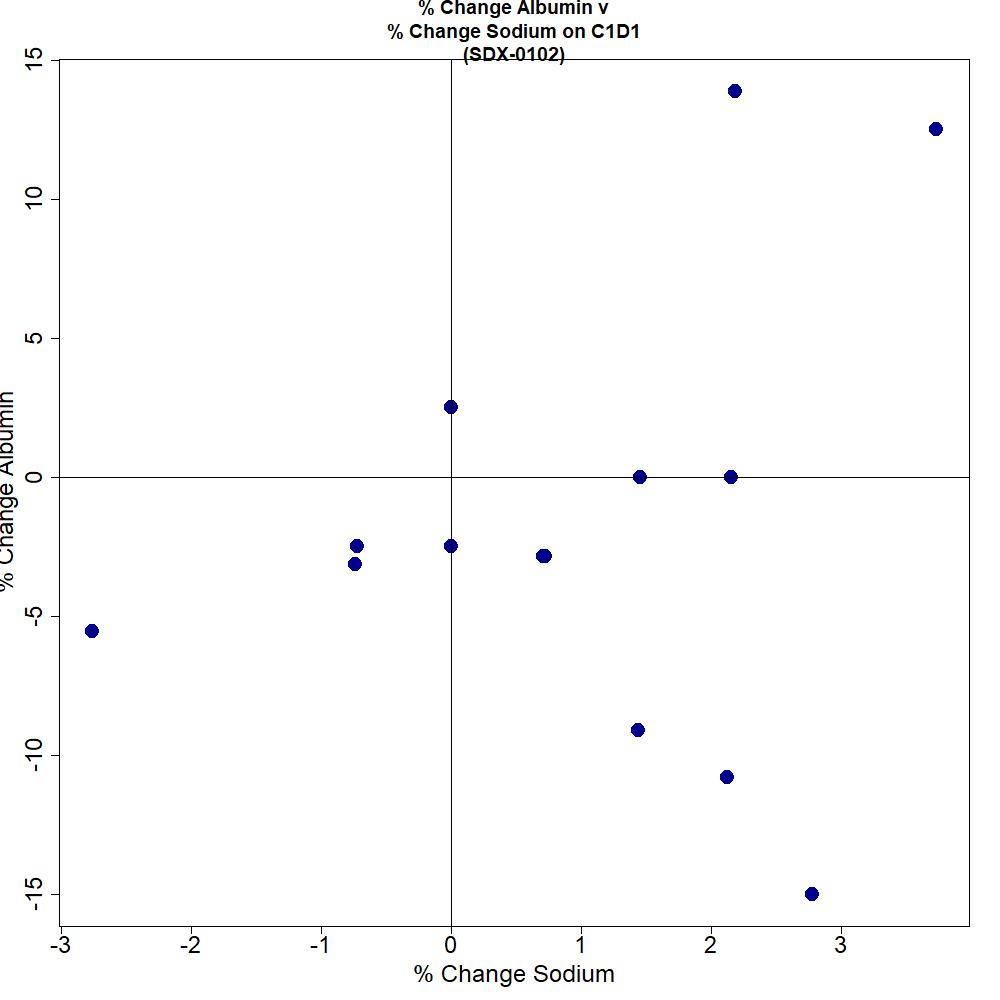 % Change Albumin v
% Change Sodium on C1D1
(SDX-0102)
15
10
5
0
-5
-10
-15
% Change Albumin
-3
-2
-1
0
1
2
3
% Change Sodium